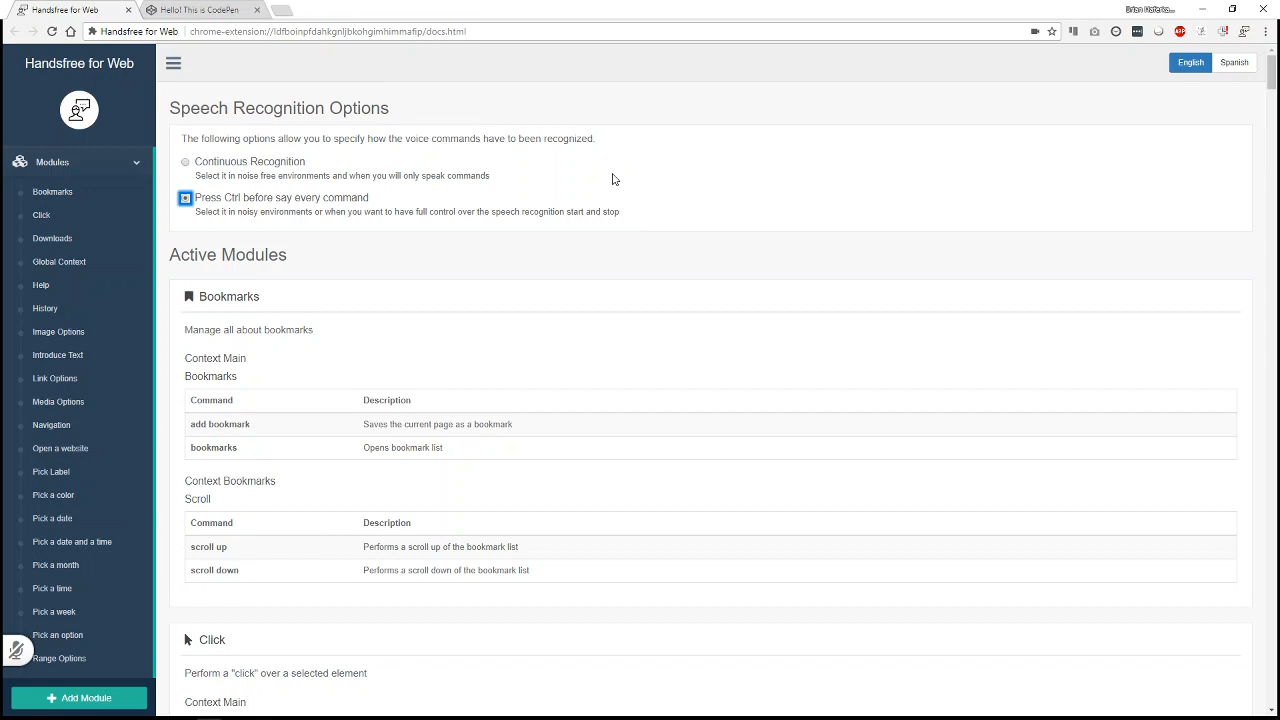 Handsfree for Web
Hello! This is CodePen
Handsfree for Web
chrome-extension://ldfboinpfdahkgnljbkohgimhimmafip/docs.html
ABP
Handsfree for Web
English
Spanish
Modules
Bookmarks
Click
Downloads
Global Context
Help
History
Image Options
Introduce Text
Link Options
Media Options
Navigation
Open a website
Pick Label
Pick a color
Pick a date
Pick a date and a time
Pick a month
Pick a time
Pick a week
Pick an option
Range Options
Add Module
Speech Recognition Options
The following options allow you to specify how the voice commands have to been recognized.
Continuous Recognition
Select it in noise free environments and when you will only speak commands
Press Ctrl before say every command
Select it in noisy environments or when you want to have full control over the speech recognition start and stop
Active Modules
Bookmarks
Manage all about bookmarks
Context Main
Bookmarks
Command Description
add bookmark Saves the current page as a bookmark
bookmarks Opens bookmark list
Context Bookmarks
Scroll
Command Description
scroll up Performs a scroll up of the bookmark list
scroll down Performs a scroll down of the bookmark list
Click
Perform a "click" over a selected element
Context Main